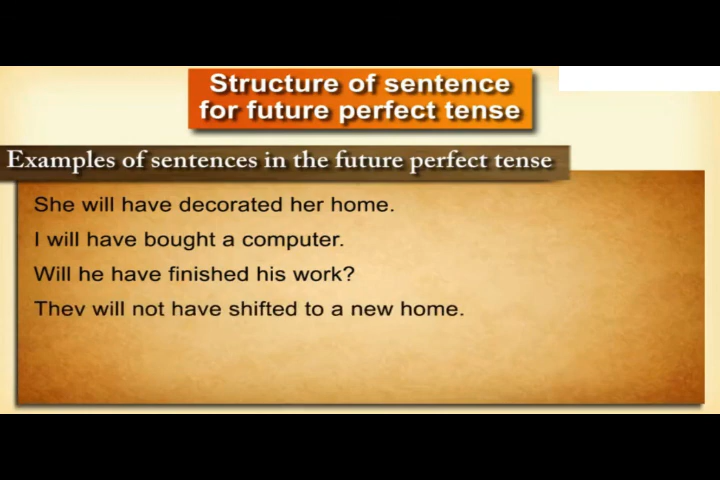 Structure of sentence
for future perfect tense
Examples of sentences in the future perfect tense
She will have decorated her home.
I will have bought a computer.
Will he have finished his work?
They will not have shifted to a new home.